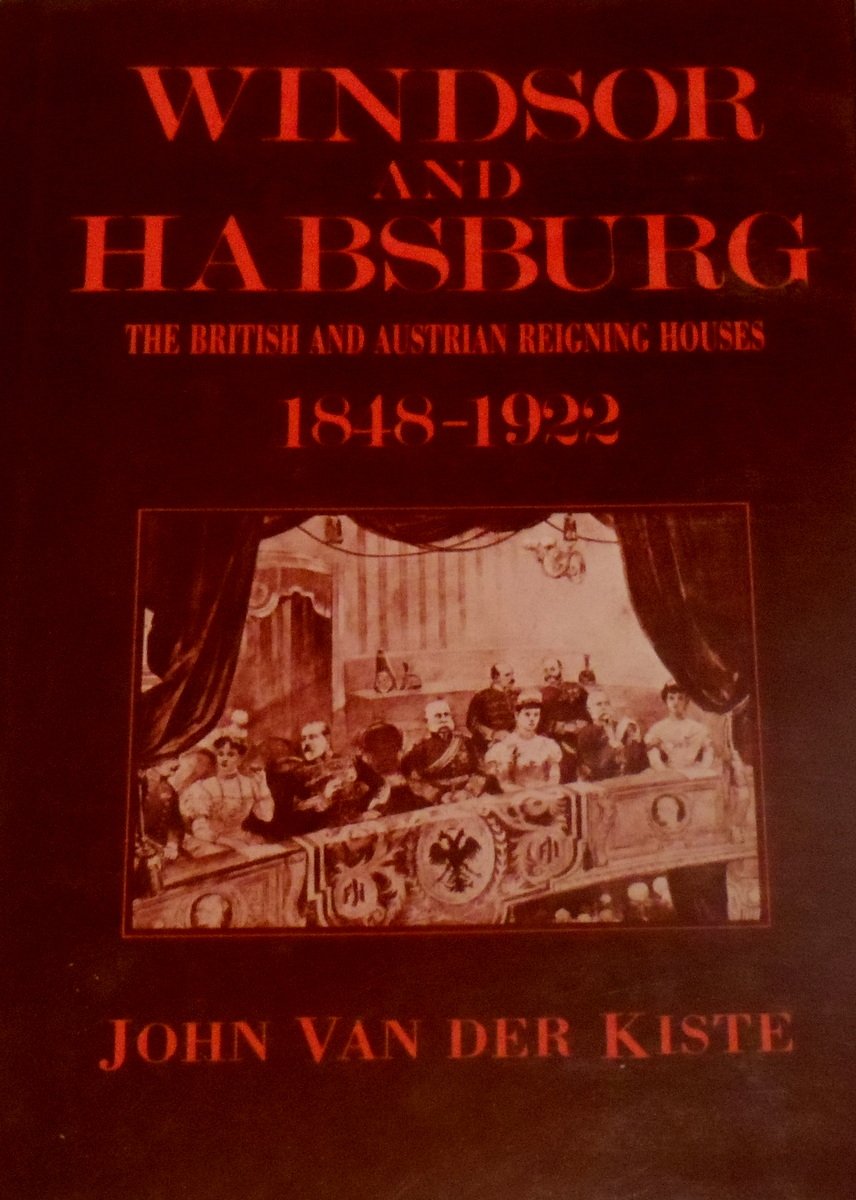 WINDSOR
AND
HABSBURG
THE BRITISH AND AUSTRIAN REIGNING HOUSES
1848-1922
JOHN VAN DER KISTE